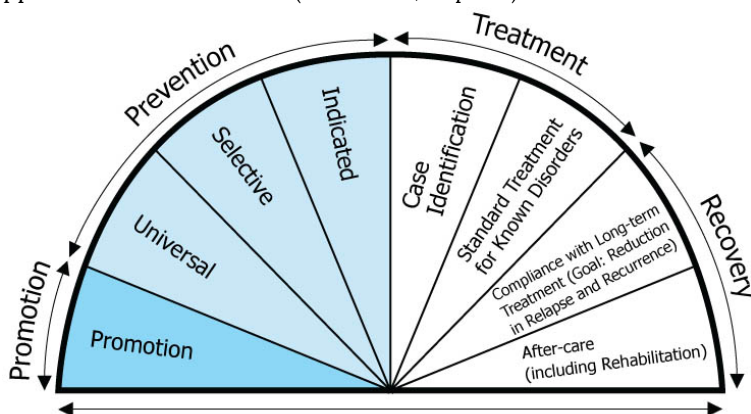 Prevention
Treatment
Recovery
Promotion
Promotion
Universal
Selective
Indicated
Case
Identification
Standard Treatment
for Known Disorders
Compliance with Long-term
Treatment (Goal: Reduction
in Relapse and Recurrence)
After-care
(including Rehabilitation)